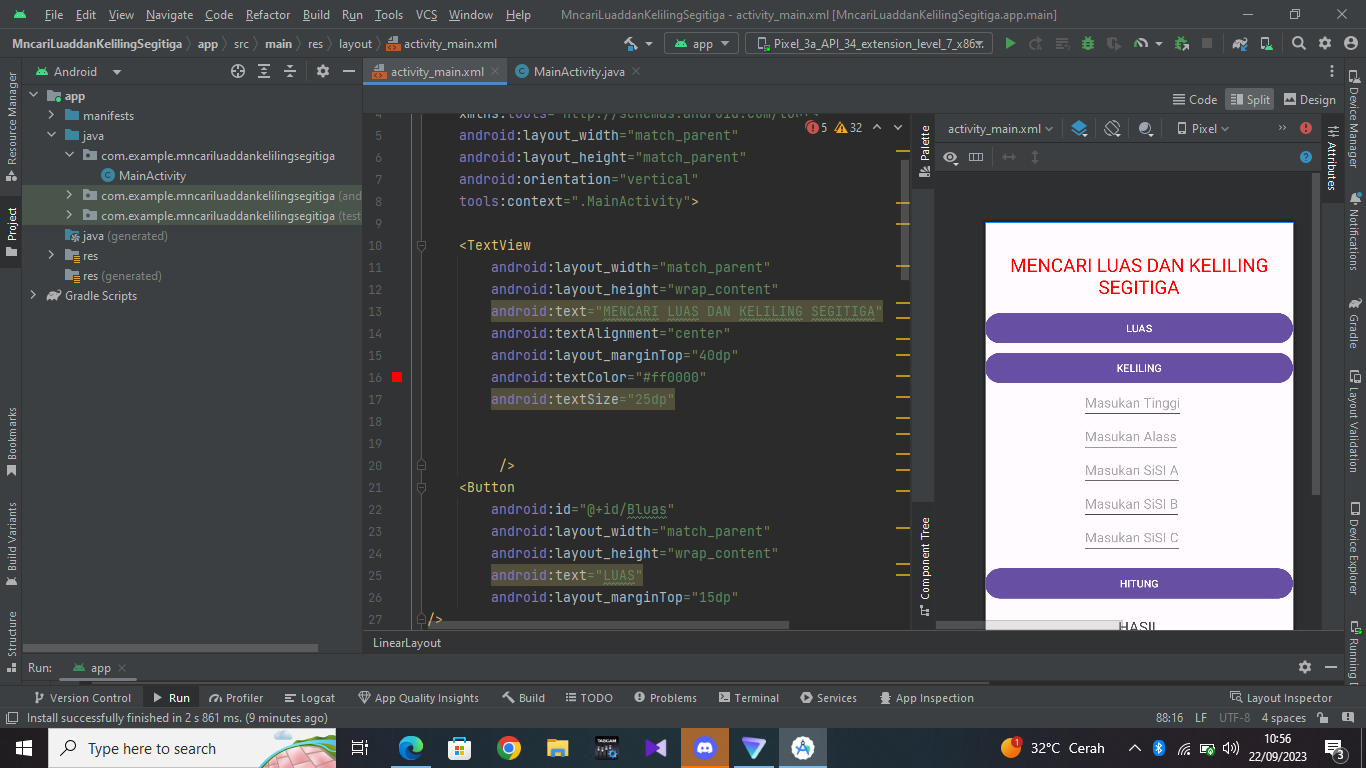 File Edit View Navigate Code Refactor Build Run Tools VCS Window Help MncariLuaddanKelilingSegitiga - activity_main.xml [MncariLuaddanKelilingSegitiga.app.main]
MncariLuaddanKelilingSegitiga app src main res layout activity_main.xml app Pixel_3a_API_34_extension_level_7_x86
Android
activity_main.xml MainActivity.java
Code Split Design
app
manifests
java
com.example.mncariluaddankelilingsegitiga
MainActivity
com.example.mncariluaddankelilingsegitiga (and
com.example.mncariluaddankelilingsegitiga (test
java (generated)
res
res (generated)
Gradle Scripts
Resource Manager
Project
Bookmarks
Build Variants
Structure
5 32
4 xmlns:tools="http://schemas.android.com/tools"
5 android:layout_width="match_parent"
6 android:layout_height="match_parent"
7 android:orientation="vertical"
8 tools:context=".MainActivity">
9
10 <TextView
11 android:layout_width="match_parent"
12 android:layout_height="wrap_content"
13 android:text="MENCARI LUAS DAN KELILING SEGITIGA"
14 android:textAlignment="center"
15 android:layout_marginTop="40dp"
16 android:textColor="#ff0000"
17 android:textSize="25dp"
18
19
20 />
21 <Button
22 android:id="@+id/Bluas"
23 android:layout_width="match_parent"
24 android:layout_height="wrap_content"
25 android:text="LUAS"
26 android:layout_marginTop="15dp"
27 />
LinearLayout
Palette
Component Tree
activity_main.xml Pixel
MENCARI LUAS DAN KELILING
SEGITIGA
LUAS
KELILING
Masukan Tinggi
Masukan Alass
Masukan SiSI A
Masukan SiSI B
Masukan SiSI C
HITUNG
HASIL
Attributes
Device Manager
Notifications
Gradle
Layout Validation
Device Explorer
Running D
Run: app
Version Control Run Profiler Logcat App Quality Insights Build TODO Problems Terminal Services App Inspection Layout Inspector
Install successfully finished in 2 s 861 ms. (9 minutes ago) 88:16 LF UTF-8 4 spaces
Type here to search
TASCAM
1 32°C Cerah
10:56
22/09/2023
3